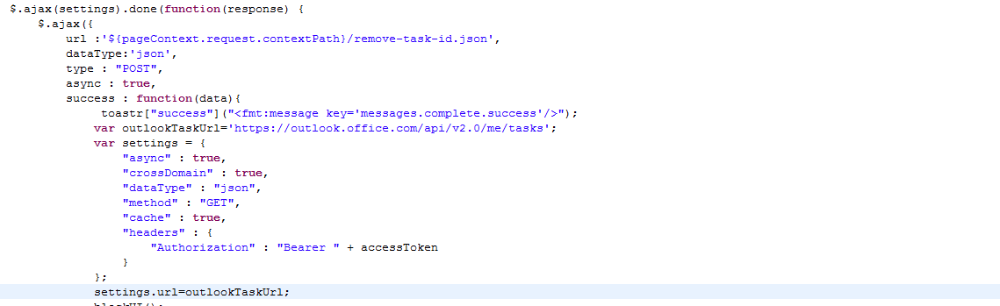 $.ajax(settings).done(function(response) {
$.ajax({
url :'${pageContext.request.contextPath}/remove-task-id.json',
dataType:'json',
type : "POST",
async : true,
success : function(data){
toastr["success"]("<fmt:message key='messages.complete.success'/>");
var outlookTaskUrl='https://outlook.office.com/api/v2.0/me/tasks';
var settings = {
"async" : true,
"crossDomain" : true,
"dataType" : "json",
"method" : "GET",
"cache" : true,
"headers" : {
"Authorization" : "Bearer " + accessToken
}
};
settings.url=outlookTaskUrl;